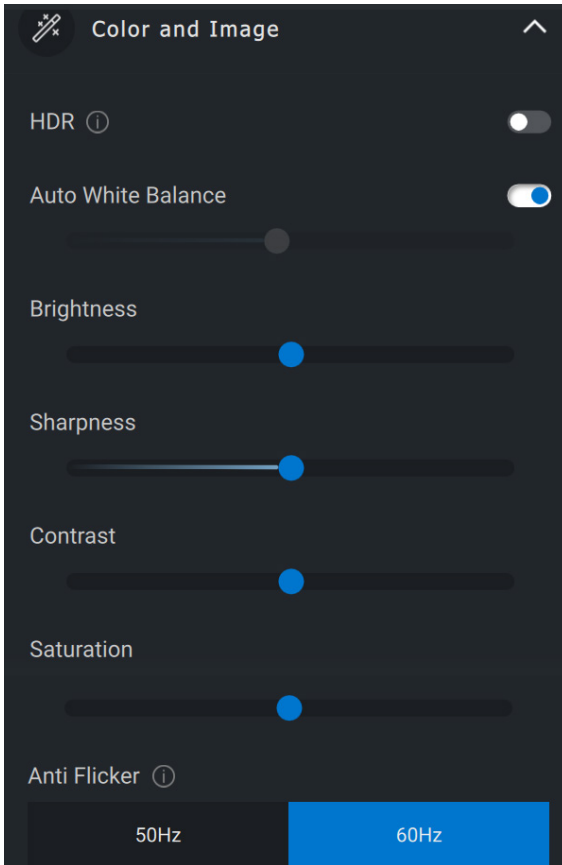 Color and Image
HDR
Auto White Balance
Brightness
Sharpness
Contrast
Saturation
Anti Flicker
50Hz 60Hz